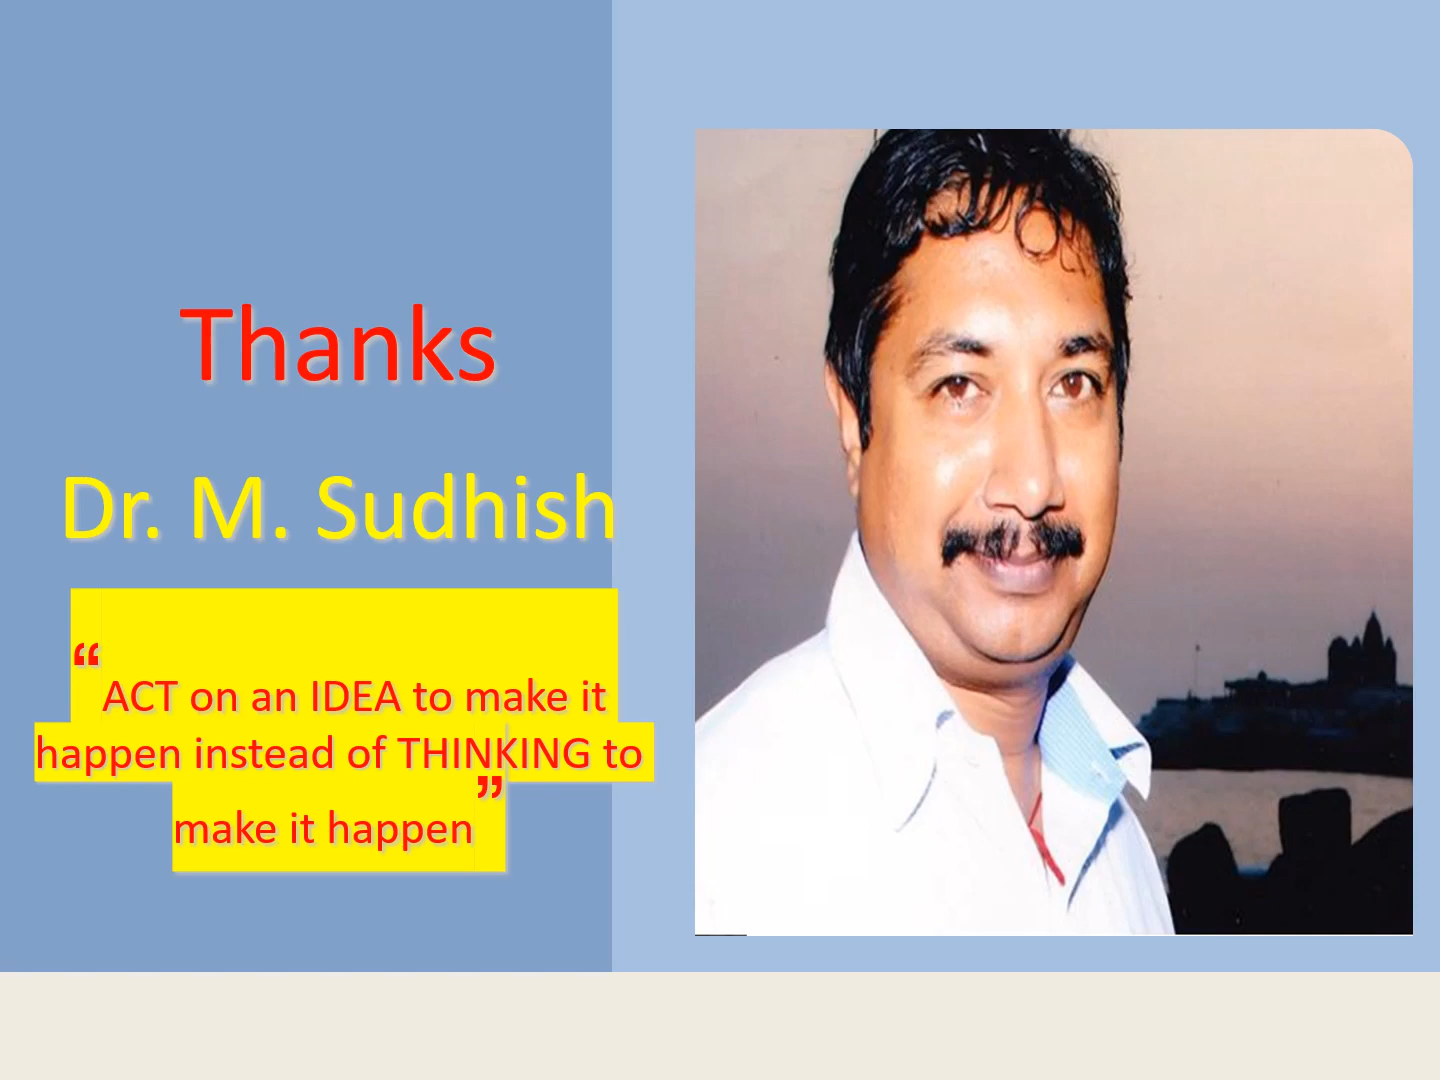 Thanks
Dr. M. Sudhish
“ACT on an IDEA to make it
happen instead of THINKING to
make it happen”